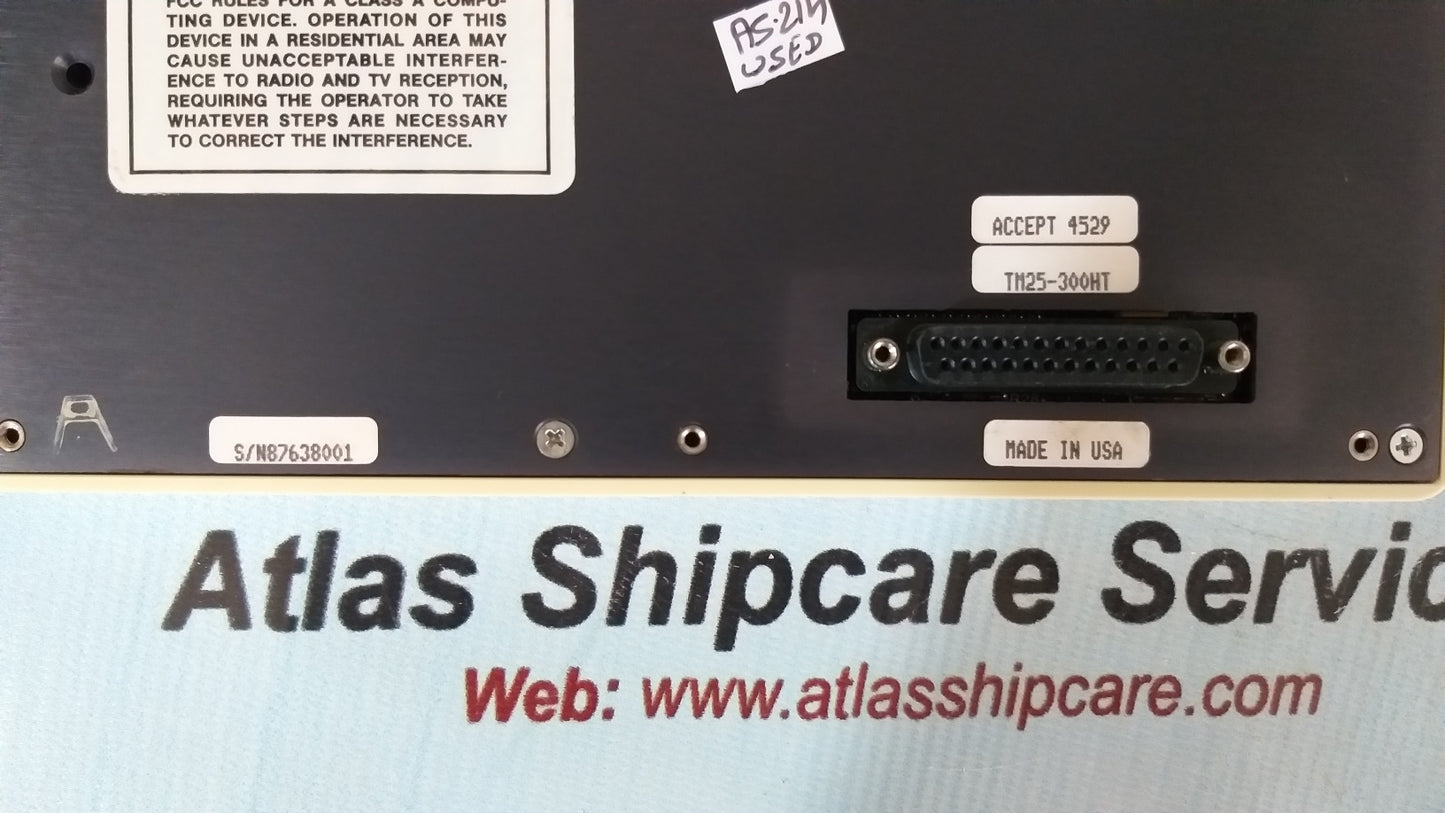 FCC RULES FOR A CLASS A COMPU-
TING DEVICE. OPERATION OF THIS
DEVICE IN A RESIDENTIAL AREA MAY
CAUSE UNACCEPTABLE INTERFER-
ENCE TO RADIO AND TV RECEPTION,
REQUIRING THE OPERATOR TO TAKE
WHATEVER STEPS ARE NECESSARY
TO CORRECT THE INTERFERENCE.
USED
ACCEPT 4529
TM25-300HT
A
S/N87638001
MADE IN USA
Atlas Shipcare Servic
Web: www.atlasshipcare.com